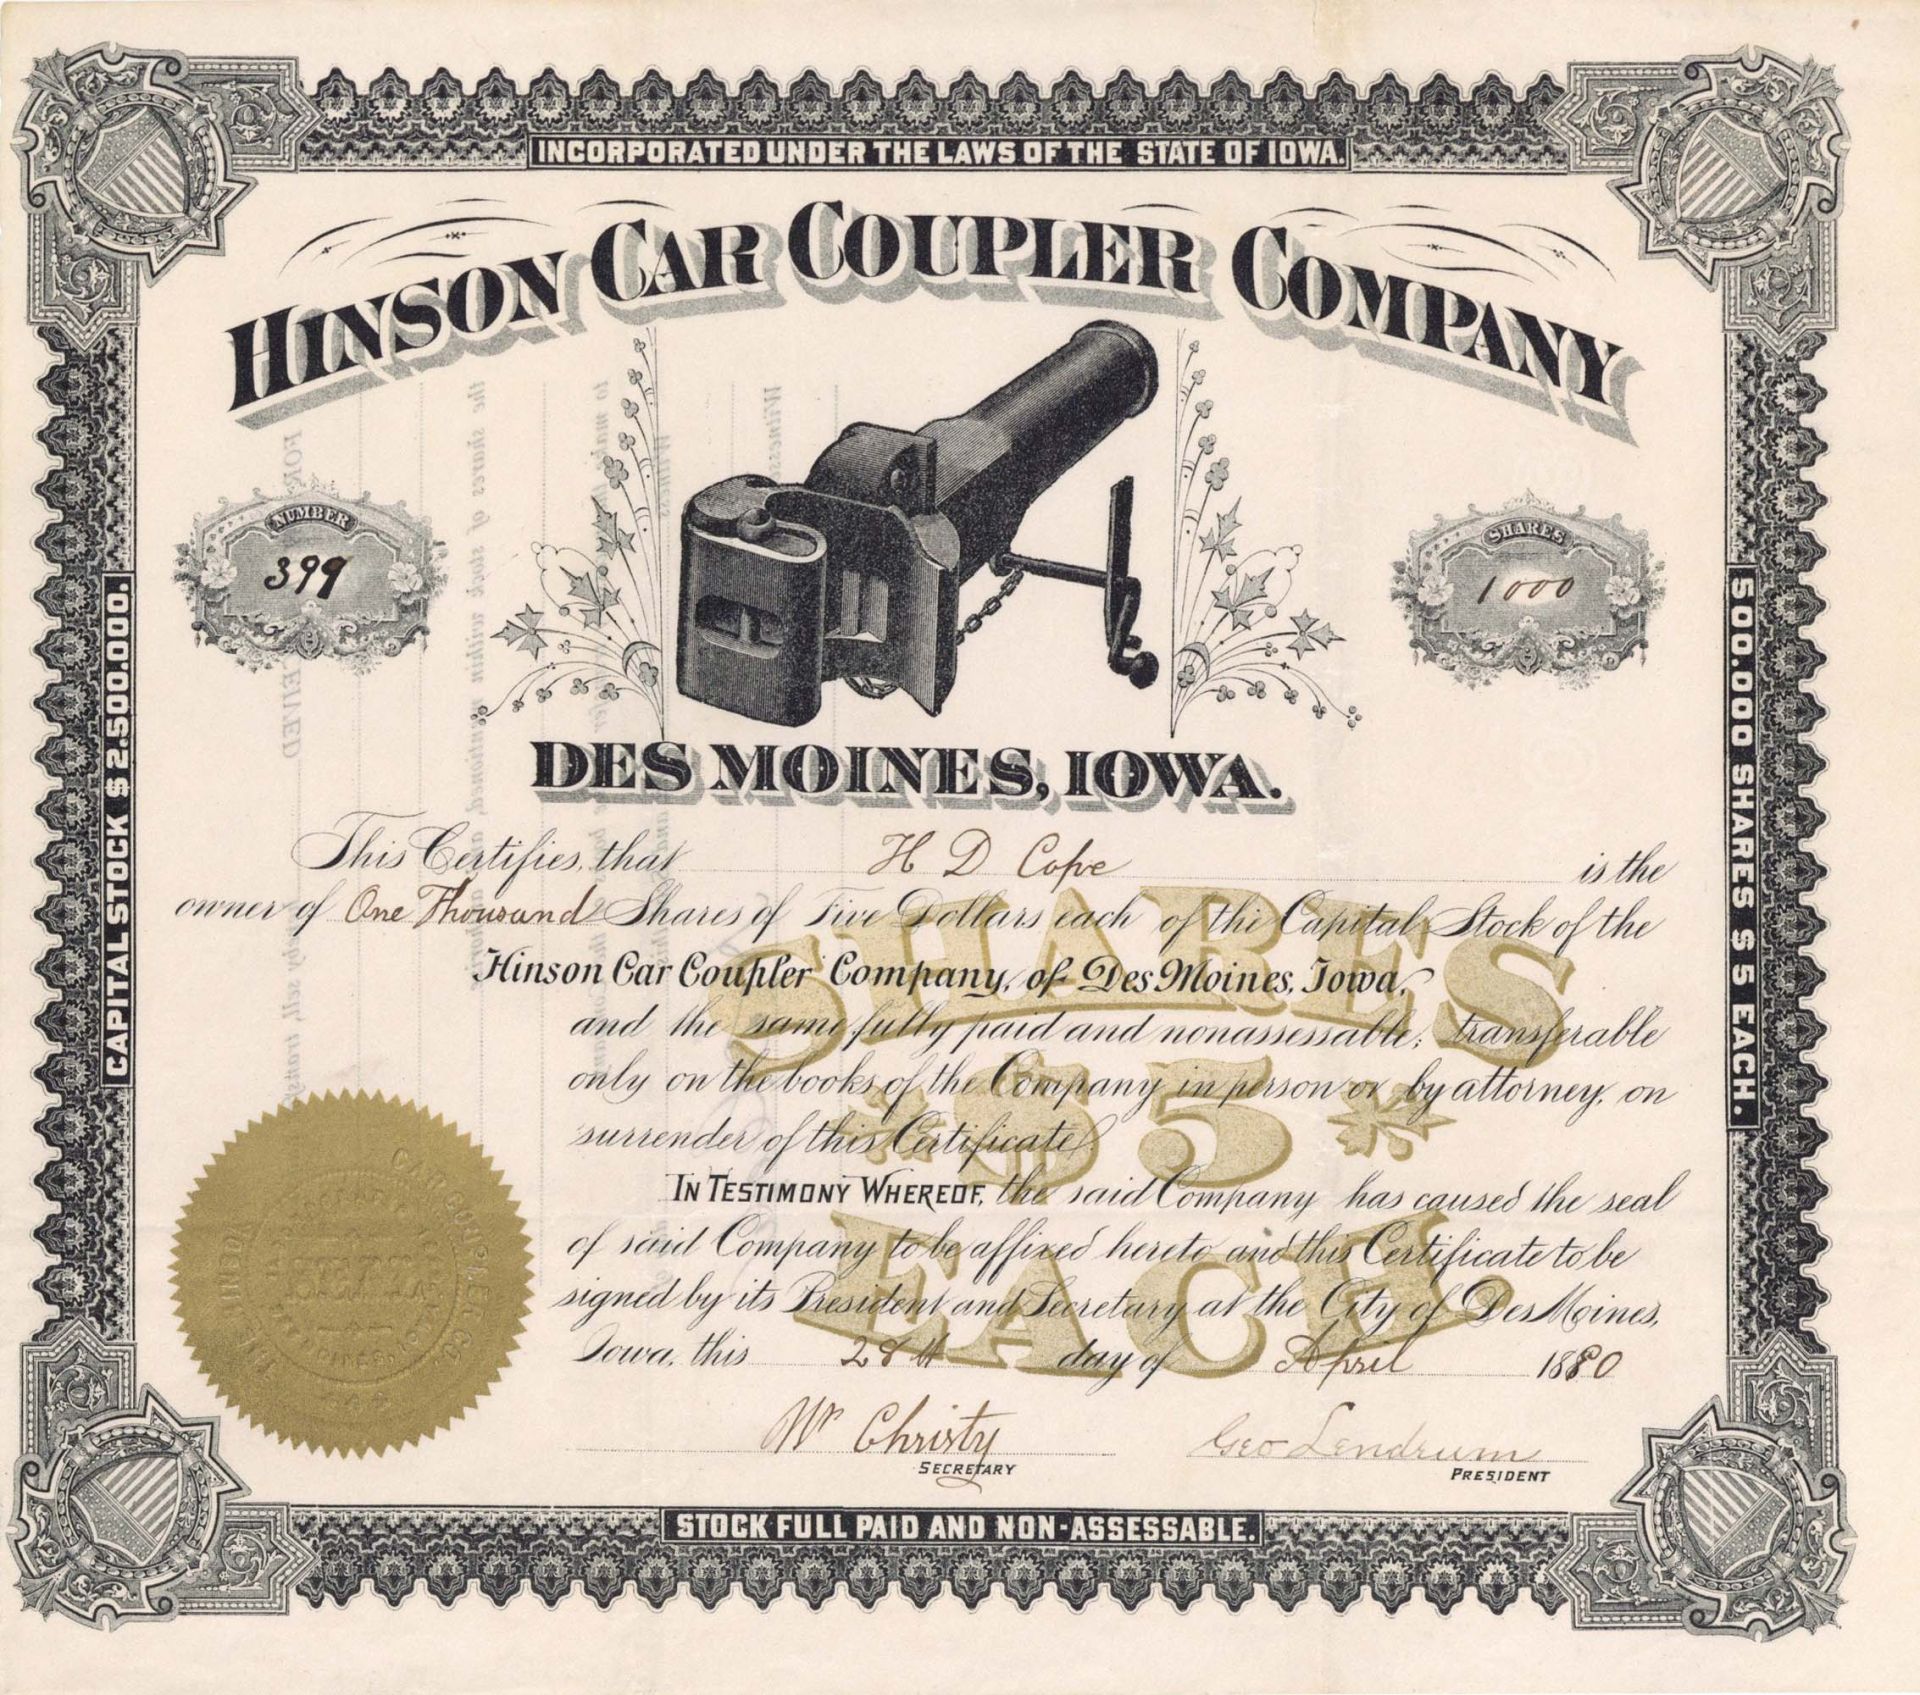 INCORPORATED UNDER THE LAWS OF THE STATE OF IOWA.
HINSON CAR COUPLER COMPANY
NUMBER
399
SHARES
1000
CAPITAL STOCK $2.500.000.
500.000 SHARES $5 EACH.
DES MOINES, IOWA.
This Certifies, that H D Cope is the
owner of One Thousand Shares of Five Dollars each of the Capital Stock of the
Hinson Car Coupler Company, of Des Moines, Iowa,
and the same fully paid and nonassessable; transferable
only on the books of the Company in person or by attorney, on
surrender of this Certificate.
IN TESTIMONY WHEREOF, the said Company has caused the seal
of said Company to be affixed hereto and this Certificate to be
signed by its President and Secretary at the City of Des Moines,
Iowa, this 28th day of April 1880
SHARES
$5
EACH.
Wm Christy
SECRETARY
Geo Lendrum
PRESIDENT
THE HINSON CAR COUPLER CO.
STOCK FULL PAID AND NON-ASSESSABLE.